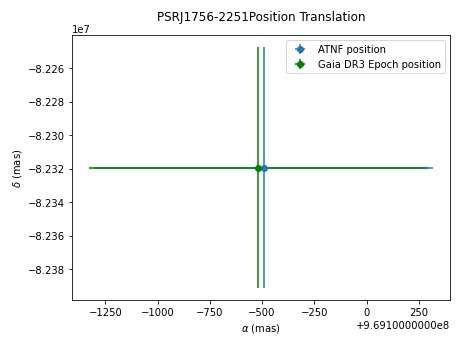 PSRJ1756-2251Position Translation
1e7
ATNF position
Gaia DR3 Epoch position
−8.226
−8.228
−8.230
−8.232
−8.234
−8.236
−8.238
δ (mas)
−1250 −1000 −750 −500 −250 0 250
+9.6910000000e8
α (mas)